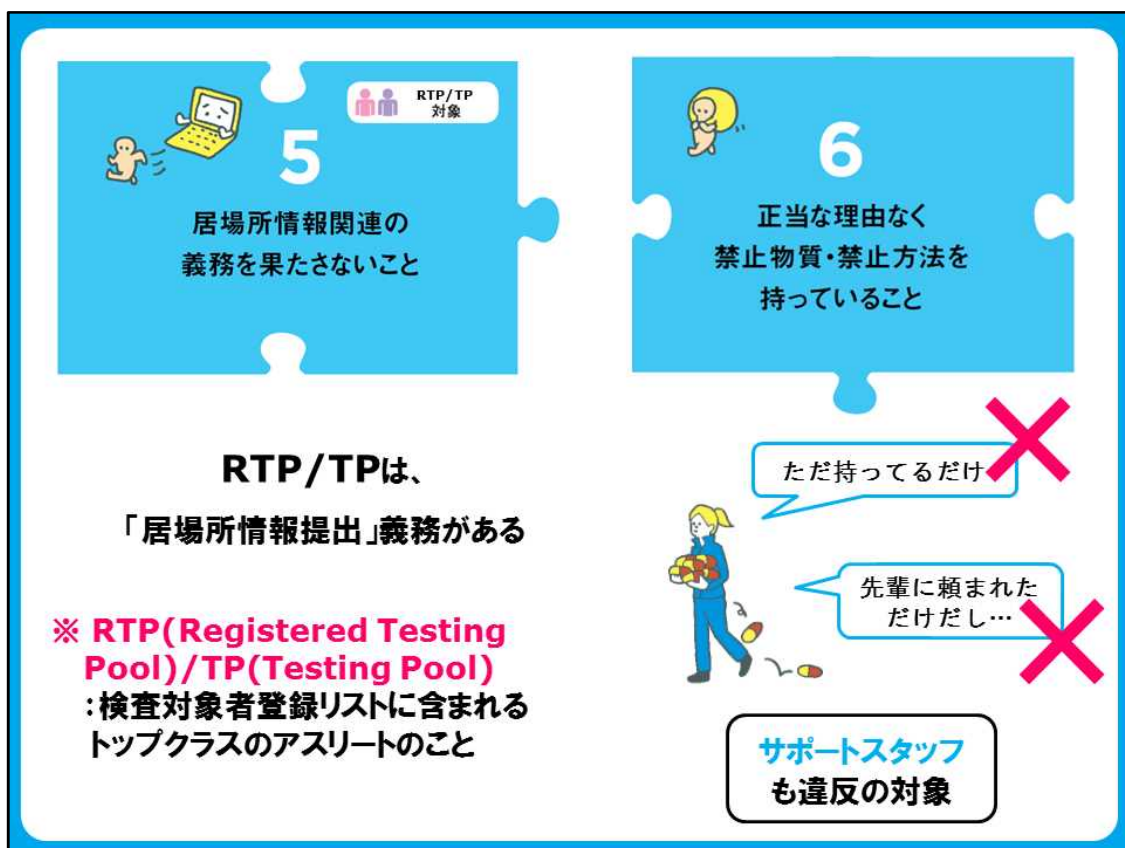 RTP/TP
対象
5
居場所情報関連の
義務を果たさないこと
RTP/TPは、
「居場所情報提出」義務がある
※ RTP(Registered Testing
Pool)/TP(Testing Pool)
:検査対象者登録リストに含まれる
トップクラスのアスリートのこと
6
正当な理由なく
禁止物質・禁止方法を
持っていること
ただ持ってるだけ
先輩に頼まれた
だけだし…
サポートスタッフ
も違反の対象